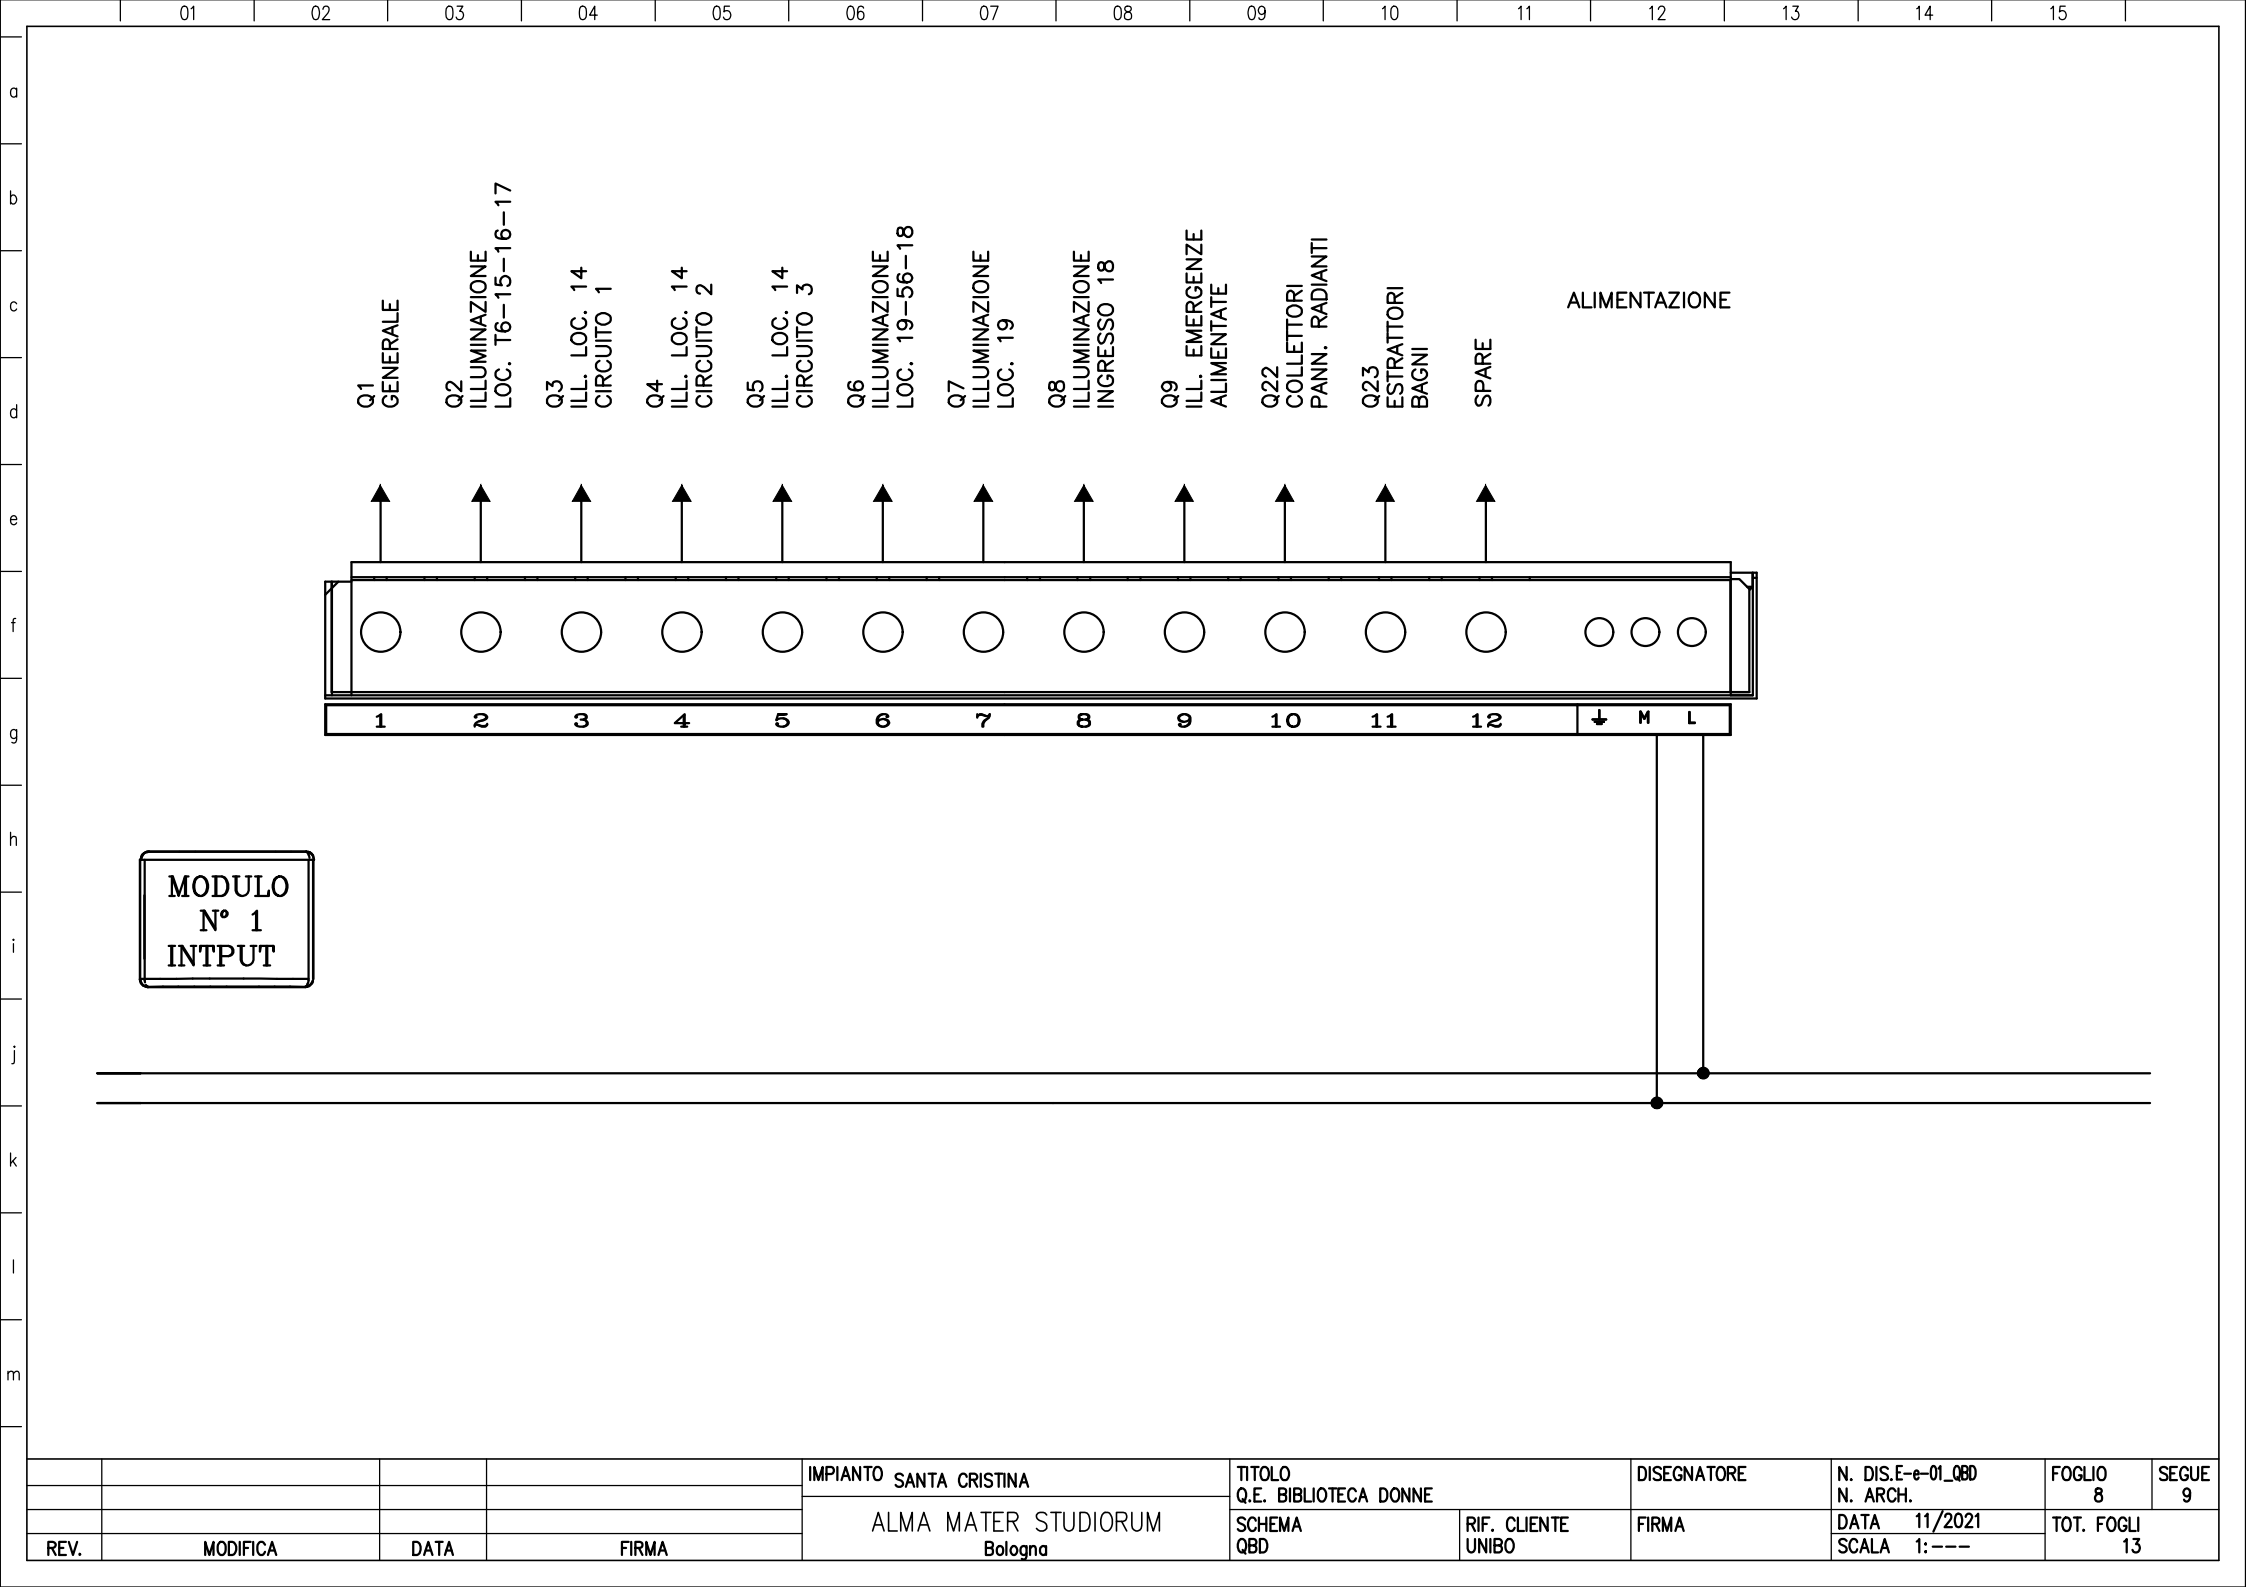 01 02 03 04 05 06 07 08 09 10 11 12 13 14 15
a
b
c
d
e
f
g
h
i
j
k
l
m
Q1
GENERALE
Q2
ILLUMINAZIONE
LOC. T6-15-16-17
Q3
ILL. LOC. 14
CIRCUITO 1
Q4
ILL. LOC. 14
CIRCUITO 2
Q5
ILL. LOC. 14
CIRCUITO 3
Q6
ILLUMINAZIONE
LOC. 19-56-18
Q7
ILLUMINAZIONE
LOC. 19
Q8
ILLUMINAZIONE
INGRESSO 18
Q9
ILL. EMERGENZE
ALIMENTATE
Q22
COLLETTORI
PANN. RADIANTI
Q23
ESTRATTORI
BAGNI
SPARE
ALIMENTAZIONE
1 2 3 4 5 6 7 8 9 10 11 12 M L
MODULO
N° 1
INTPUT
REV. MODIFICA DATA FIRMA
IMPIANTO SANTA CRISTINA
ALMA MATER STUDIORUM
Bologna
TITOLO
Q.E. BIBLIOTECA DONNE
SCHEMA
QBD
RIF. CLIENTE
UNIBO
DISEGNATORE
FIRMA
N. DIS.E-e-01_QBD
N. ARCH.
DATA 11/2021
SCALA 1:---
FOGLIO
8
SEGUE
9
TOT. FOGLI
13